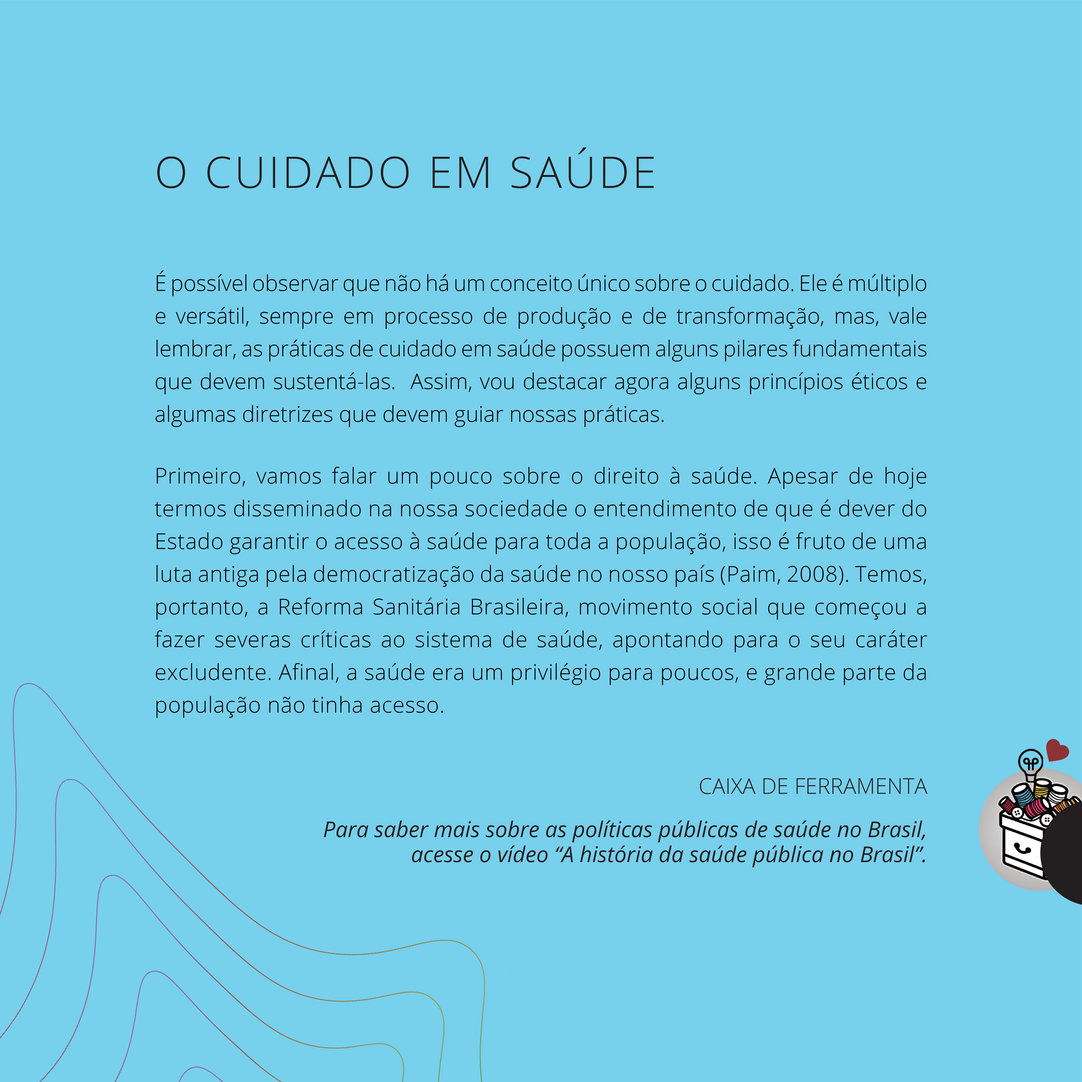 O CUIDADO EM SAÚDE
É possível observar que não há um conceito único sobre o cuidado. Ele é múltiplo
e versátil, sempre em processo de produção e de transformação, mas, vale
lembrar, as práticas de cuidado em saúde possuem alguns pilares fundamentais
que devem sustentá-las. Assim, vou destacar agora alguns princípios éticos e
algumas diretrizes que devem guiar nossas práticas.
Primeiro, vamos falar um pouco sobre o direito à saúde. Apesar de hoje
termos disseminado na nossa sociedade o entendimento de que é dever do
Estado garantir o acesso à saúde para toda a população, isso é fruto de uma
luta antiga pela democratização da saúde no nosso país (Paim, 2008). Temos,
portanto, a Reforma Sanitária Brasileira, movimento social que começou a
fazer severas críticas ao sistema de saúde, apontando para o seu caráter
excludente. Afinal, a saúde era um privilégio para poucos, e grande parte da
população não tinha acesso.
CAIXA DE FERRAMENTA
Para saber mais sobre as políticas públicas de saúde no Brasil,
acesse o vídeo “A história da saúde pública no Brasil”.